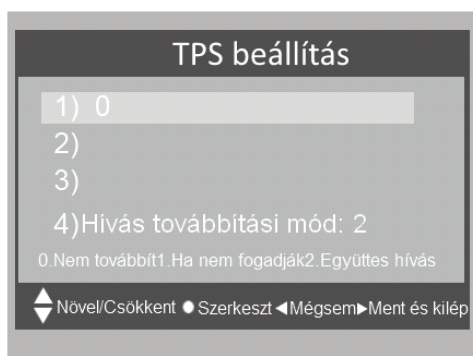 TPS beállítás
1) 0
2)
3)
4)Hívás továbbítási mód: 2
0.Nem továbbít1.Ha nem fogadják2.Együttes hívás
Növel/Csökkent Szerkeszt Mégsem Ment és kilép